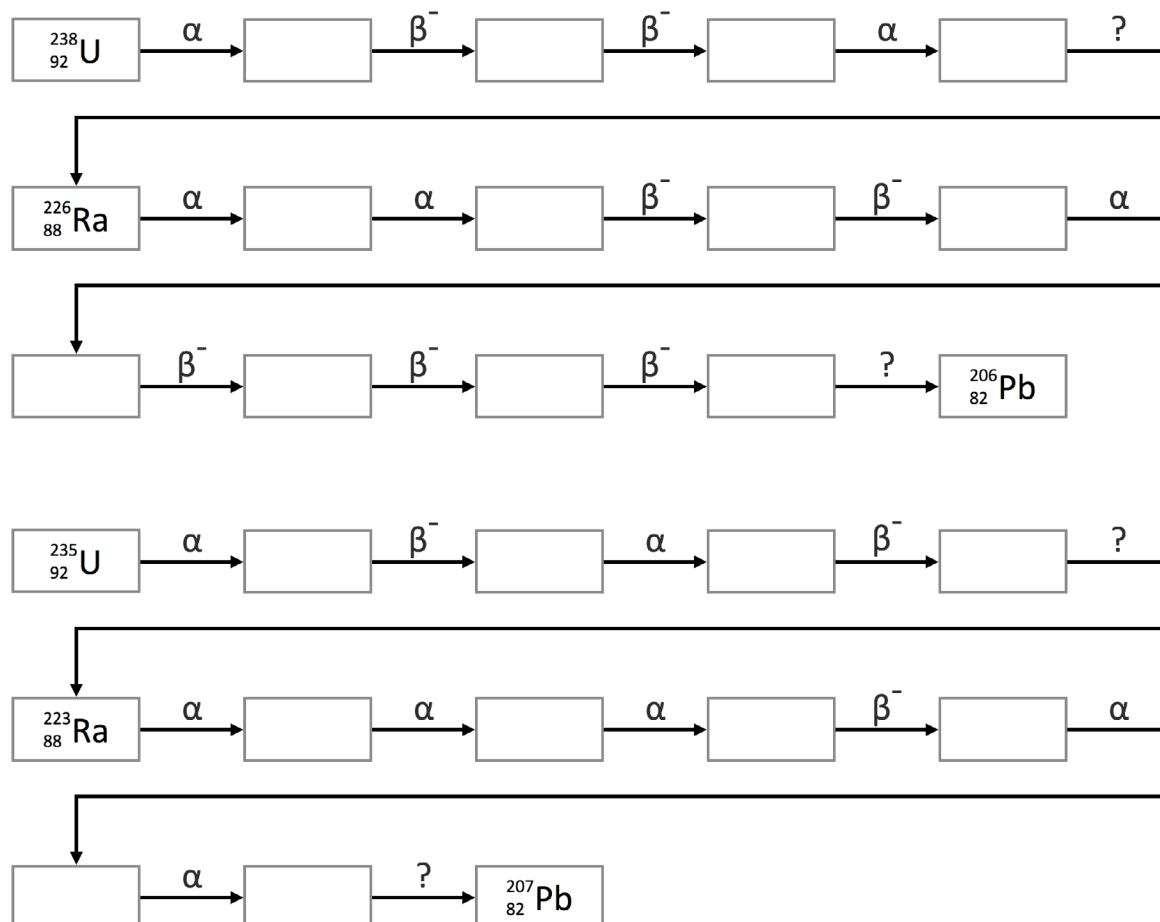 α β⁻ β⁻ α ?
²³⁸₉₂U
α α β⁻ β⁻ α
²²⁶₈₈Ra
β⁻ β⁻ β⁻ ?
²⁰⁶₈₂Pb
α β⁻ α β⁻ ?
²³⁵₉₂U
α α α β⁻ α
²²³₈₈Ra
α ?
²⁰⁷₈₂Pb